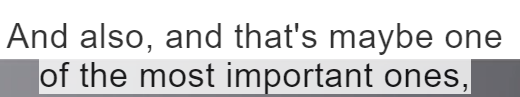 And also, and that's maybe one
of the most important ones,